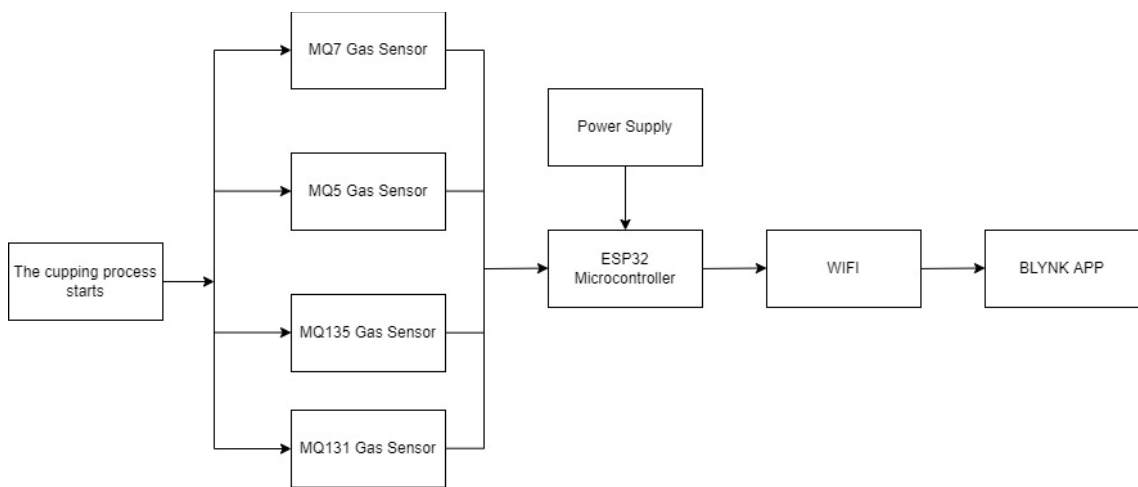 MQ7 Gas Sensor
Power Supply
MQ5 Gas Sensor
The cupping process
starts
ESP32
Microcontroller
WIFI
BLYNK APP
MQ135 Gas Sensor
MQ131 Gas Sensor